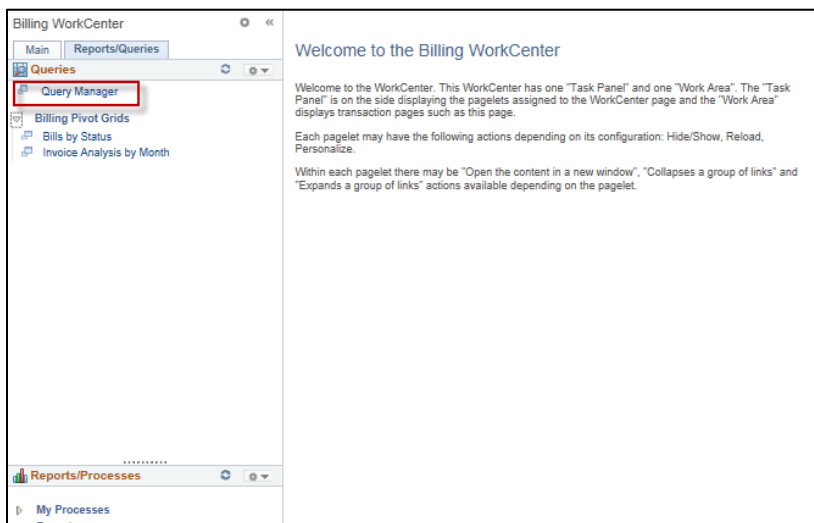 Billing WorkCenter
Main Reports/Queries
Queries
Query Manager
Billing Pivot Grids
Bills by Status
Invoice Analysis by Month
Reports/Processes
My Processes
Welcome to the Billing WorkCenter
Welcome to the WorkCenter. This WorkCenter has one "Task Panel" and one "Work Area". The "Task
Panel" is on the side displaying the pagelets assigned to the WorkCenter page and the "Work Area"
displays transaction pages such as this page.
Each pagelet may have the following actions depending on its configuration: Hide/Show, Reload,
Personalize.
Within each pagelet there may be "Open the content in a new window", "Collapses a group of links" and
"Expands a group of links" actions available depending on the pagelet.